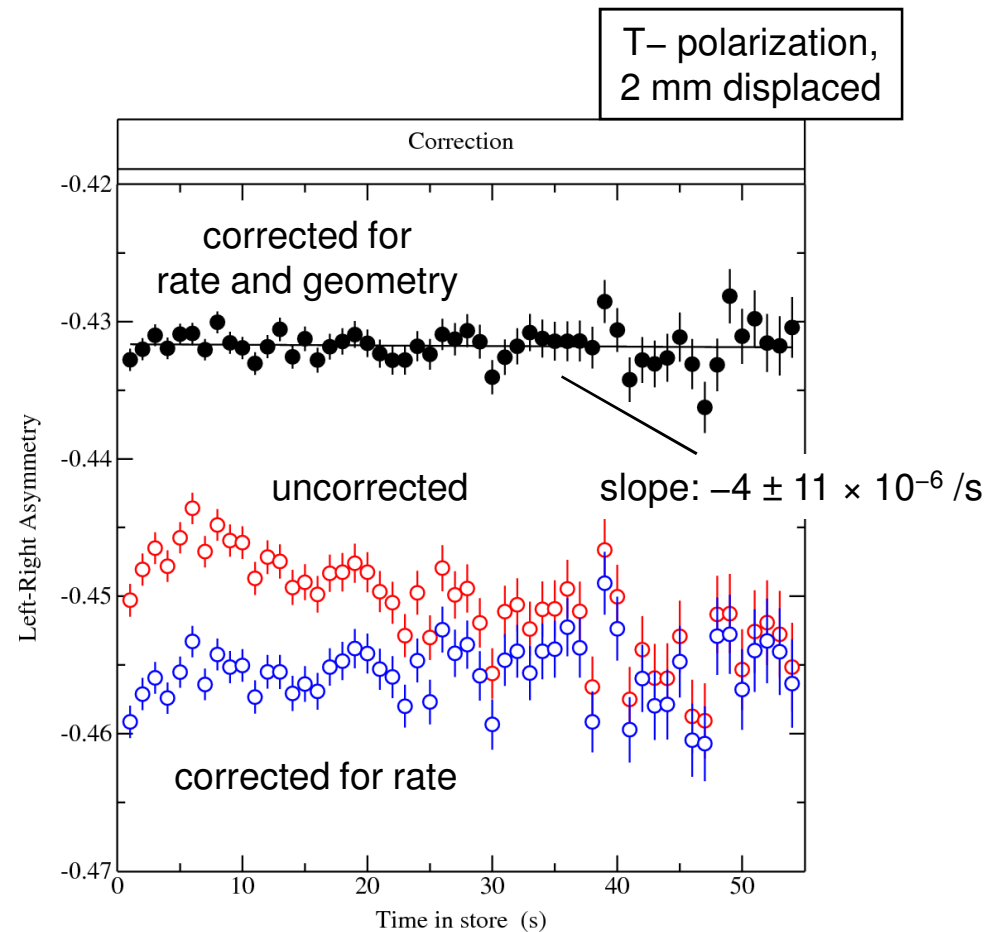 T− polarization,
2 mm displaced
Correction
-0.42
corrected for
rate and geometry
-0.43
-0.44
uncorrected
slope: −4 ± 11 × 10⁻⁶ /s
Left-Right Asymmetry
-0.45
-0.46
corrected for rate
-0.47
0 10 20 30 40 50
Time in store (s)